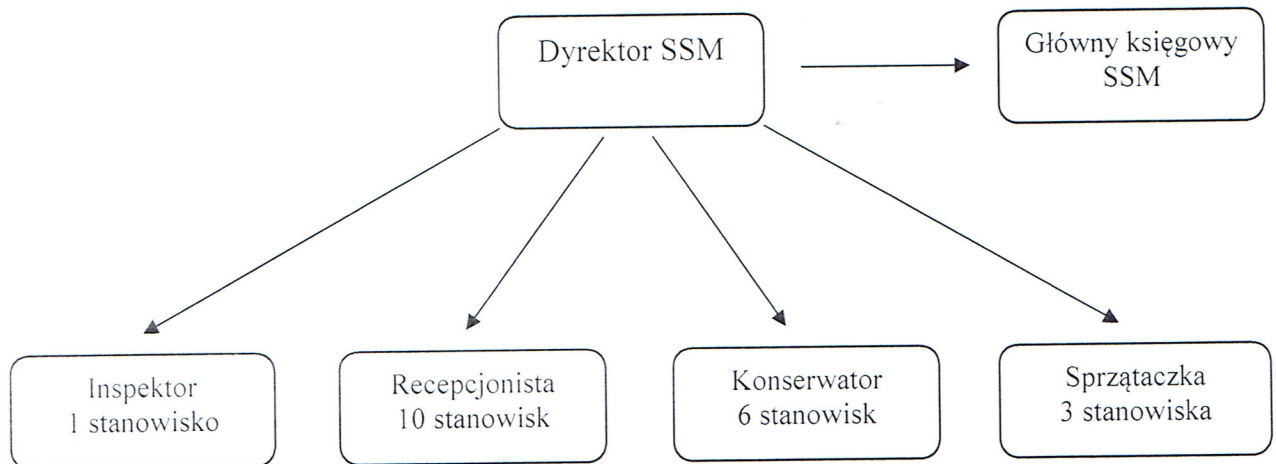 Dyrektor SSM
Główny księgowy
SSM
Inspektor
1 stanowisko
Recepcjonista
10 stanowisk
Konserwator
6 stanowisk
Sprzątaczka
3 stanowiska